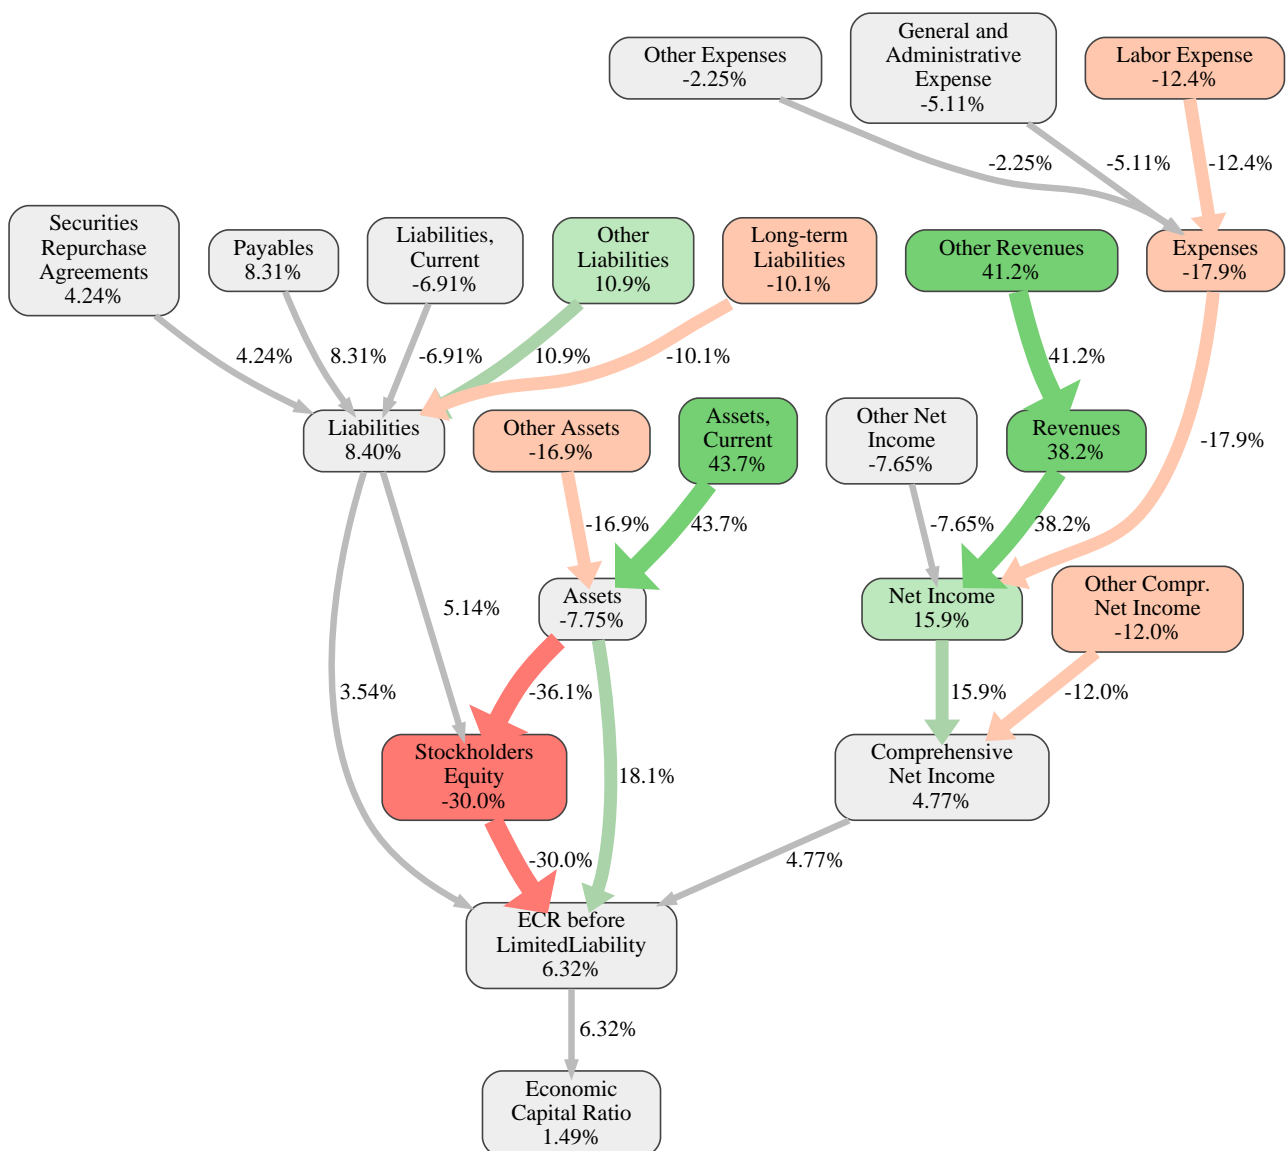 Other Expenses
-2.25%
General and
Administrative
Expense
-5.11%
Labor Expense
-12.4%
-2.25%
-5.11%
-12.4%
Securities
Repurchase
Agreements
4.24%
Payables
8.31%
Liabilities,
Current
-6.91%
Other
Liabilities
10.9%
Long-term
Liabilities
-10.1%
Other Revenues
41.2%
Expenses
-17.9%
4.24%
8.31%
-6.91%
10.9%
-10.1%
41.2%
-17.9%
Liabilities
8.40%
Other Assets
-16.9%
Assets,
Current
43.7%
Other Net
Income
-7.65%
Revenues
38.2%
-16.9%
43.7%
-7.65%
38.2%
Assets
-7.75%
Net Income
15.9%
Other Compr.
Net Income
-12.0%
5.14%
3.54%
-36.1%
15.9%
-12.0%
Stockholders
Equity
-30.0%
18.1%
Comprehensive
Net Income
4.77%
-30.0%
4.77%
ECR before
LimitedLiability
6.32%
6.32%
Economic
Capital Ratio
1.49%